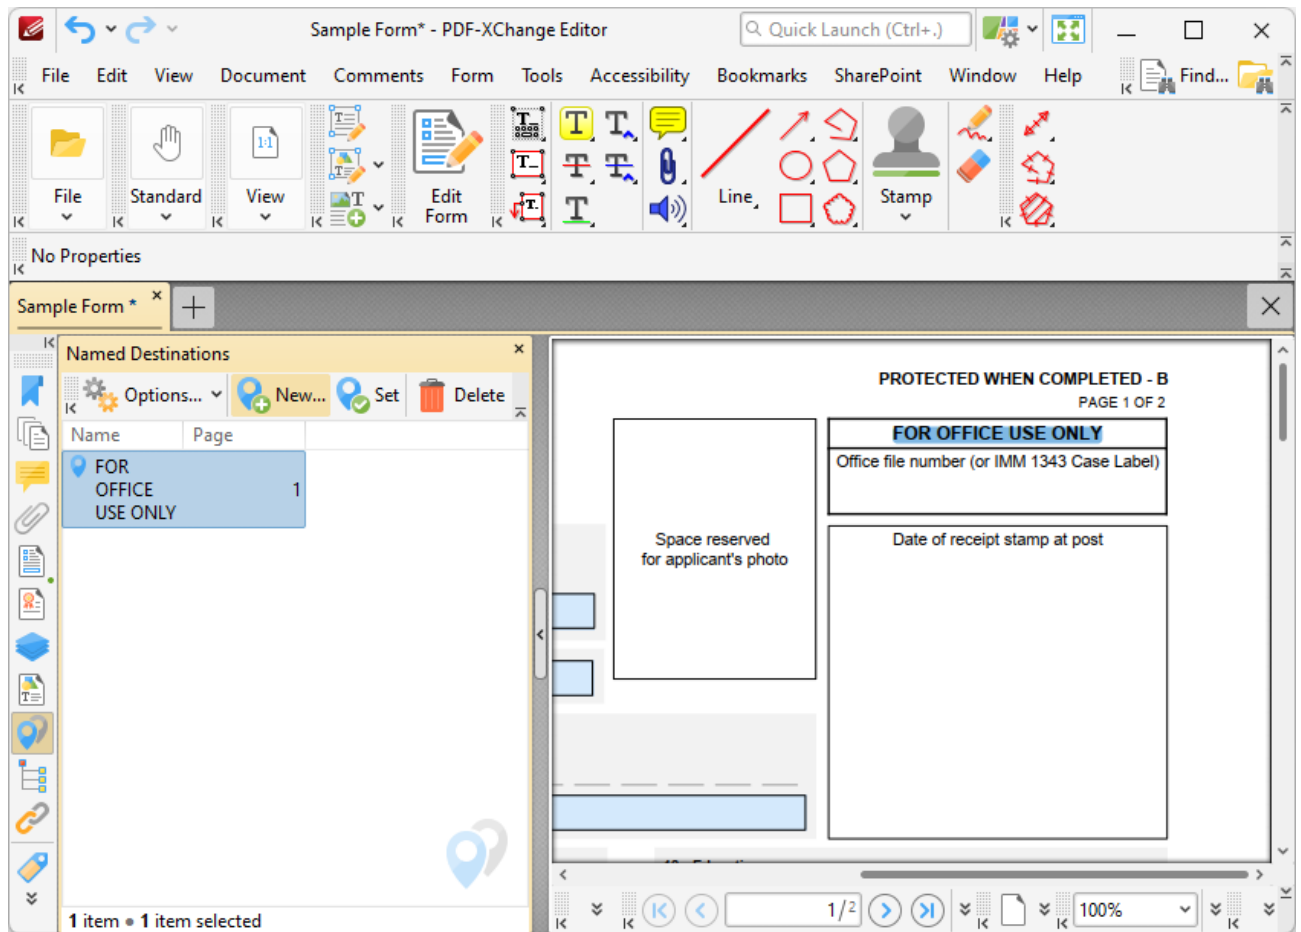 Sample Form* - PDF-XChange Editor
Quick Launch (Ctrl+.)
File Edit View Document Comments Form Tools Accessibility Bookmarks SharePoint Window Help
Find...
File
Standard
1:1
View
Edit
Form
Line
Stamp
No Properties
Sample Form *
Named Destinations
Options... New... Set Delete
Name Page
FOR
OFFICE 1
USE ONLY
1 item • 1 item selected
PROTECTED WHEN COMPLETED - B
PAGE 1 OF 2
FOR OFFICE USE ONLY
Office file number (or IMM 1343 Case Label)
Space reserved
for applicant's photo
Date of receipt stamp at post
1/2
100%